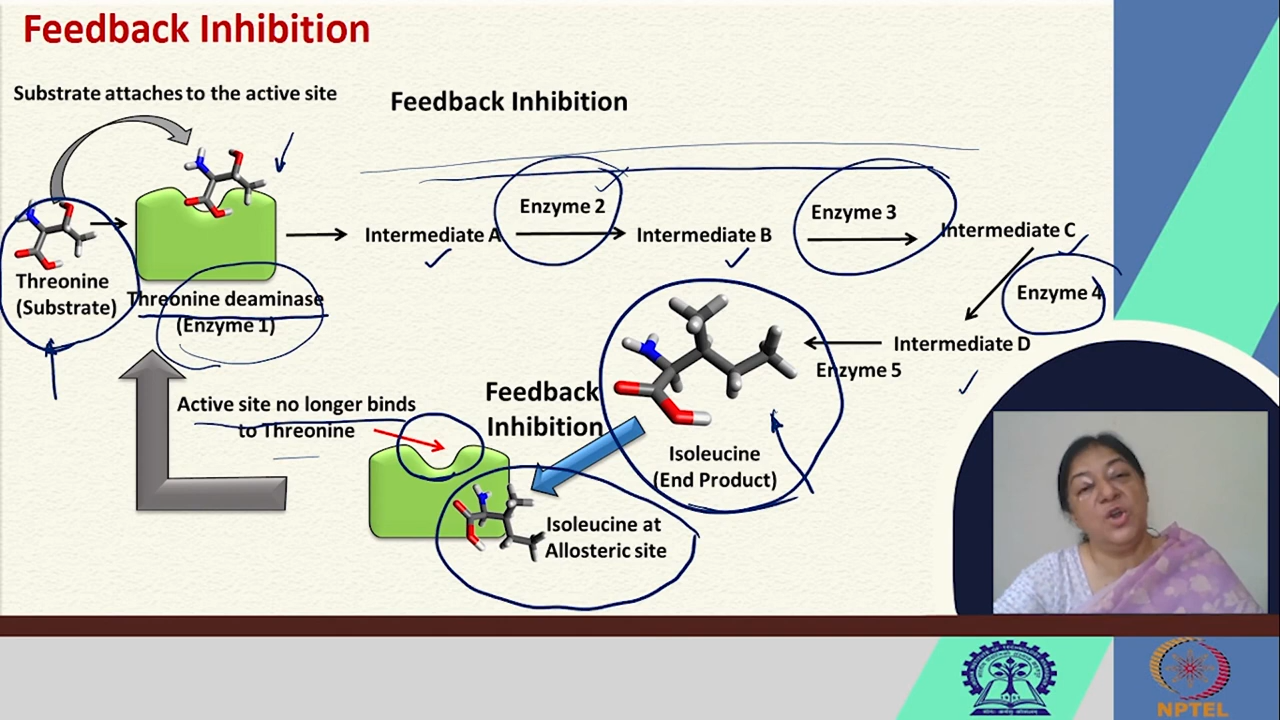 Feedback Inhibition
Substrate attaches to the active site
Feedback Inhibition
Enzyme 2
Enzyme 3
Intermediate A
Intermediate B
Intermediate C
Threonine
(Substrate)
Threonine deaminase
(Enzyme 1)
Enzyme 4
Intermediate D
Enzyme 5
Active site no longer binds
to Threonine
Feedback
Inhibition
Isoleucine
(End Product)
Isoleucine at
Allosteric site
NPTEL